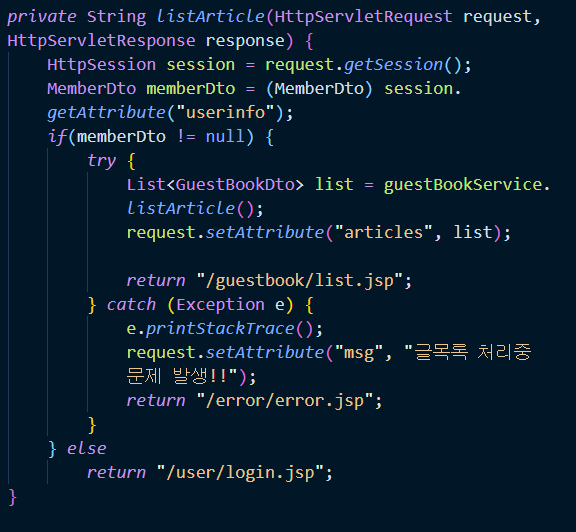 private String listArticle(HttpServletRequest request,
HttpServletResponse response) {
    HttpSession session = request.getSession();
    MemberDto memberDto = (MemberDto) session.
    getAttribute("userinfo");
    if(memberDto != null) {
        try {
            List<GuestBookDto> list = guestBookService.
            listArticle();
            request.setAttribute("articles", list);

            return "/guestbook/list.jsp";
        } catch (Exception e) {
            e.printStackTrace();
            request.setAttribute("msg", "글목록 처리중
            문제 발생!!");
            return "/error/error.jsp";
        }
    } else
        return "/user/login.jsp";
}